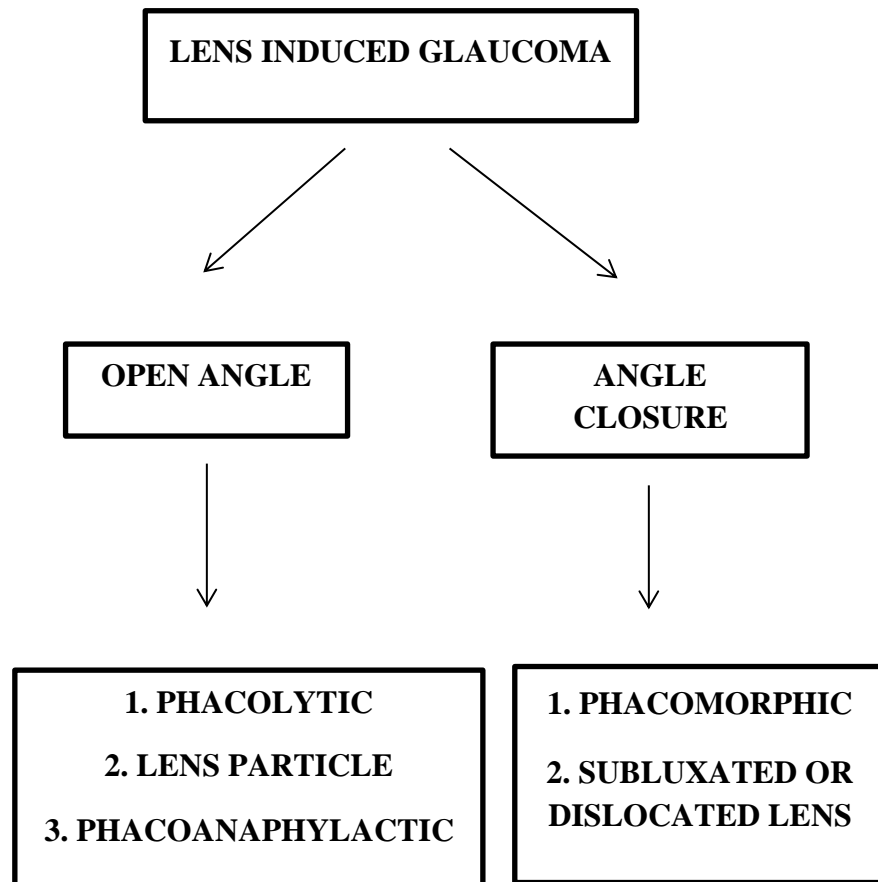 LENS INDUCED GLAUCOMA
OPEN ANGLE
ANGLE
CLOSURE
1. PHACOLYTIC
2. LENS PARTICLE
3. PHACOANAPHYLACTIC
1. PHACOMORPHIC
2. SUBLUXATED OR
DISLOCATED LENS